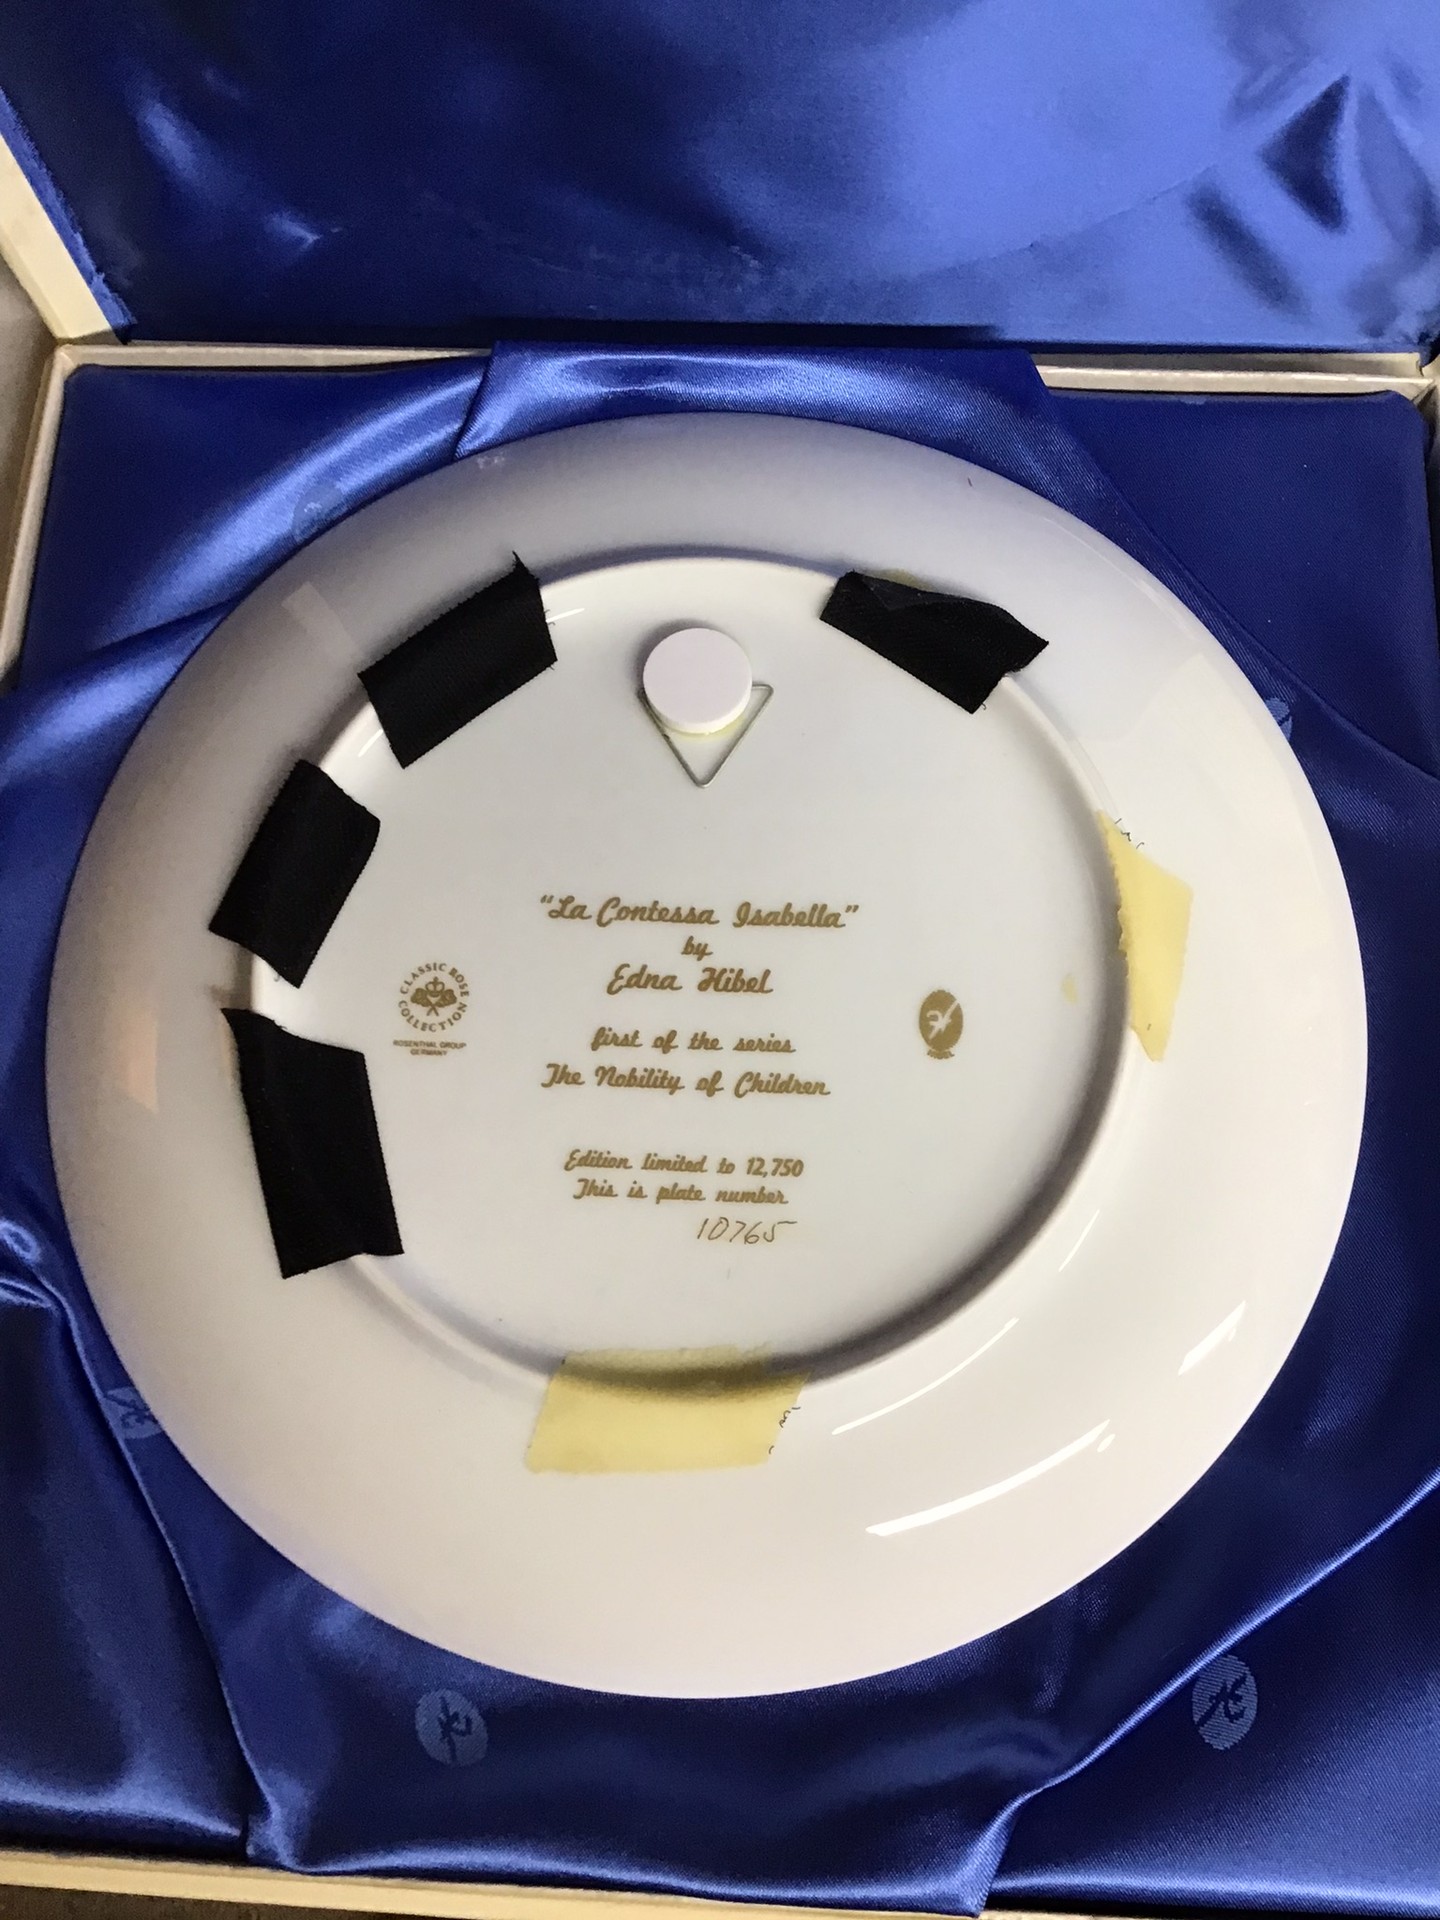 "La Contessa Isabella"
by
Edna Hibel
first of the series
The Nobility of Children
Edition limited to 12,750
This is plate number
10765
CLASSIC ROSE
COLLECTION
ROSENTHAL GROUP
GERMANY
HIBEL